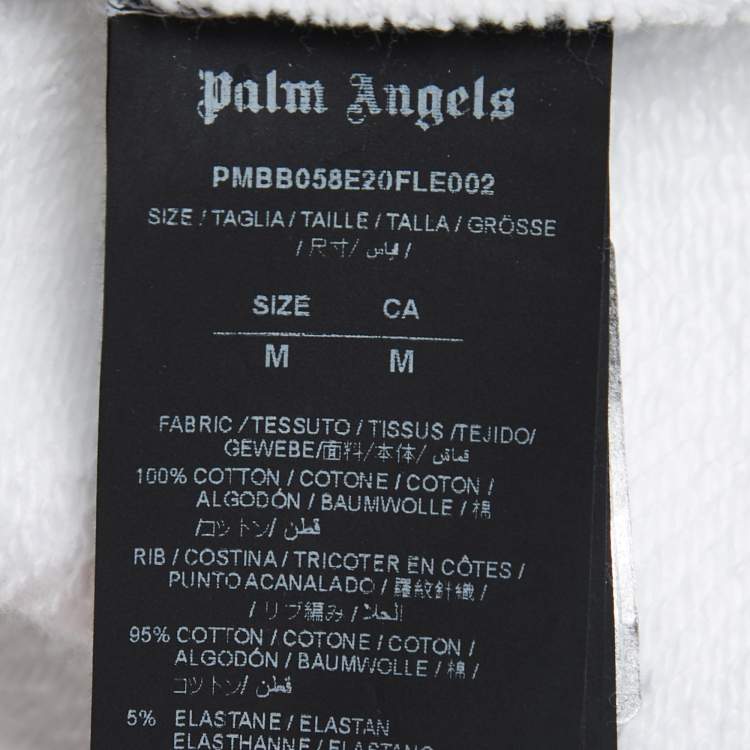 Palm Angels
PMBB058E20FLE002
SIZE / TAGLIA / TAILLE / TALLA / GRÖSSE
/ 尺寸 / قياس /
SIZE CA
M M
FABRIC / TESSUTO / TISSUS /TEJIDO/
GEWEBE/面料/本体/ قماش
100% COTTON / COTONE / COTON /
ALGODÓN / BAUMWOLLE / 棉
/コットン/ قطن
RIB / COSTINA / TRICOTER EN CÔTES /
PUNTO ACANALADO / 羅紋針織 /
/ リブ編み /
95% COTTON / COTONE / COTON /
ALGODÓN / BAUMWOLLE / 棉 /
コットン/ قطن
5% ELASTANE / ELASTAN
ELASTHANNE / ELASTANO